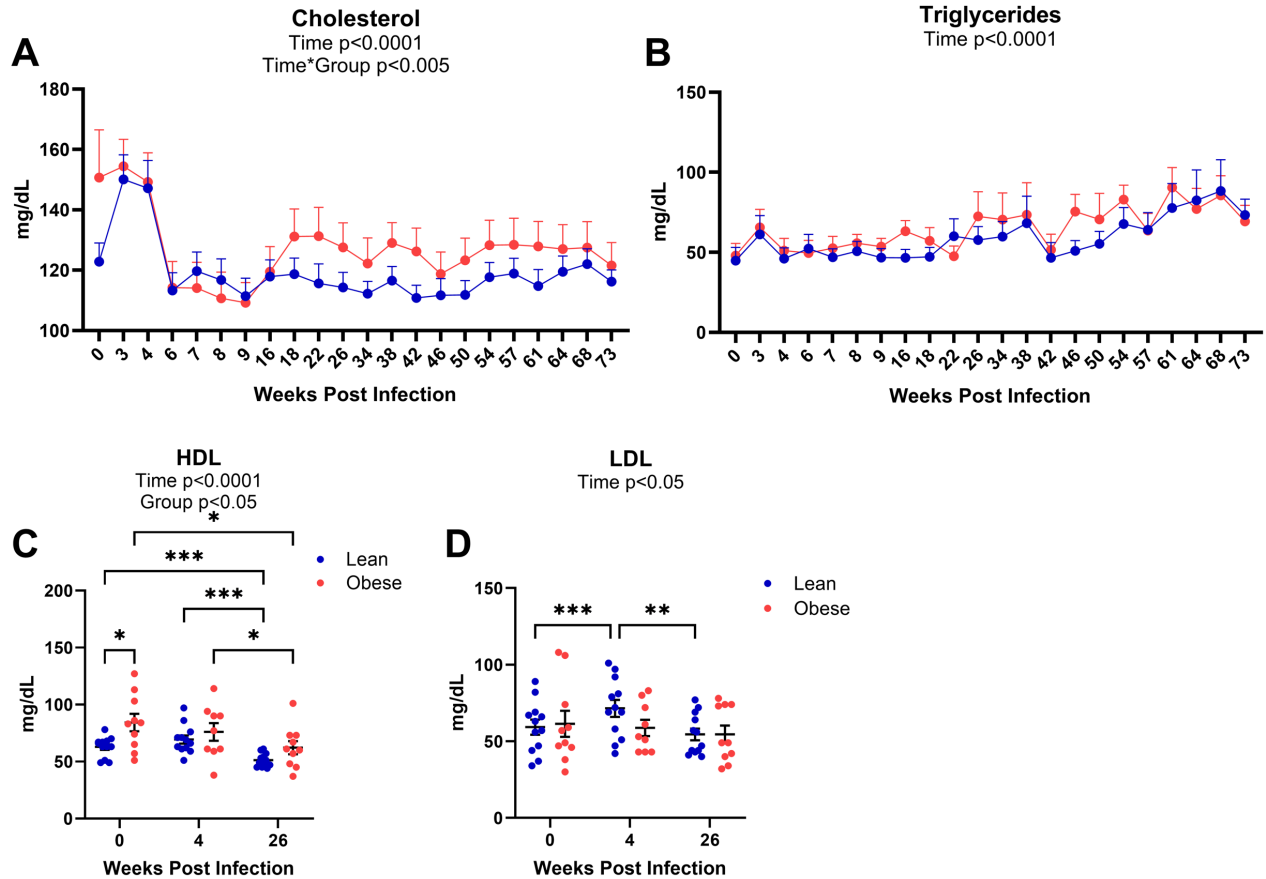 A
Cholesterol
Time p<0.0001
Time*Group p<0.005
mg/dL
180
160
140
120
100
0 3 4 6 7 8 9 16 18 22 26 34 38 42 46 50 54 57 61 64 68 73
Weeks Post Infection
B
Triglycerides
Time p<0.0001
mg/dL
150
100
50
0
0 3 4 6 7 8 9 16 18 22 26 34 38 42 46 50 54 57 61 64 68 73
Weeks Post Infection
C
HDL
Time p<0.0001
Group p<0.05
*
***
***
*
*
Lean
Obese
mg/dL
200
150
100
50
0
0 4 26
Weeks Post Infection
D
LDL
Time p<0.05
***
**
Lean
Obese
mg/dL
150
100
50
0
0 4 26
Weeks Post Infection